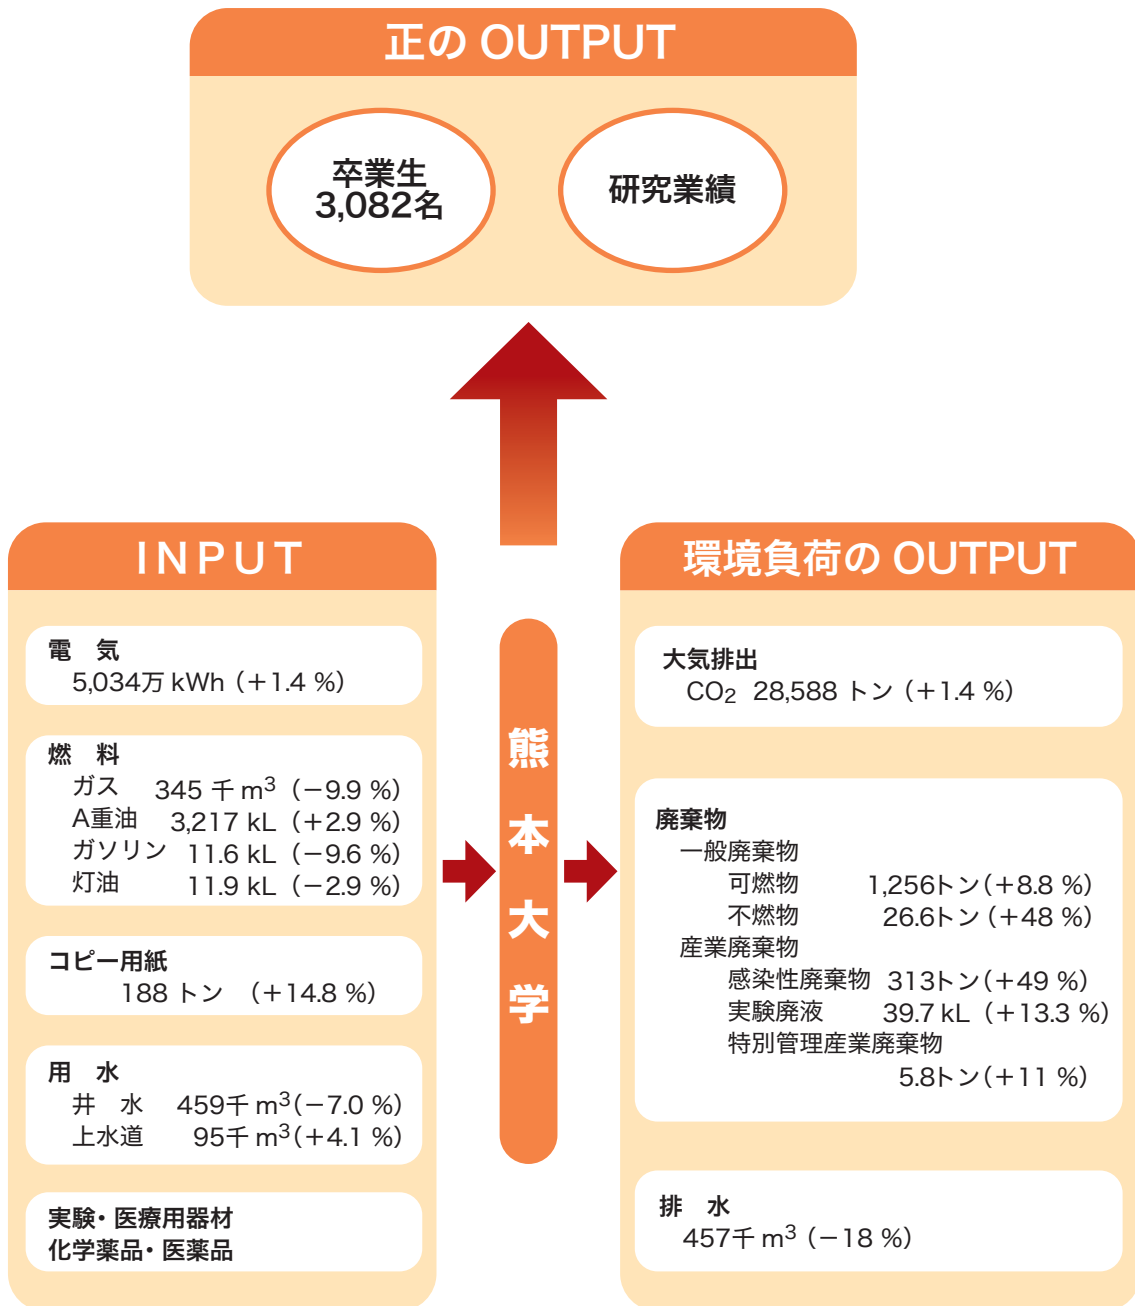 正の OUTPUT
卒業生
3,082名
研究業績
INPUT
電 気
5,034万 kWh (+1.4 %)
燃 料
ガス 345 千 m³ (−9.9 %)
A重油 3,217 kL (+2.9 %)
ガソリン 11.6 kL (−9.6 %)
灯油 11.9 kL (−2.9 %)
コピー用紙
188 トン (+14.8 %)
用 水
井 水 459千 m³(−7.0 %)
上水道 95千 m³(+4.1 %)
実験・医療用器材
化学薬品・医薬品
熊本大学
環境負荷の OUTPUT
大気排出
CO₂ 28,588 トン (+1.4 %)
廃棄物
一般廃棄物
可燃物 1,256トン(+8.8 %)
不燃物 26.6トン(+48 %)
産業廃棄物
感染性廃棄物 313トン(+49 %)
実験廃液 39.7 kL (+13.3 %)
特別管理産業廃棄物
5.8トン(+11 %)
排 水
457千 m³ (−18 %)